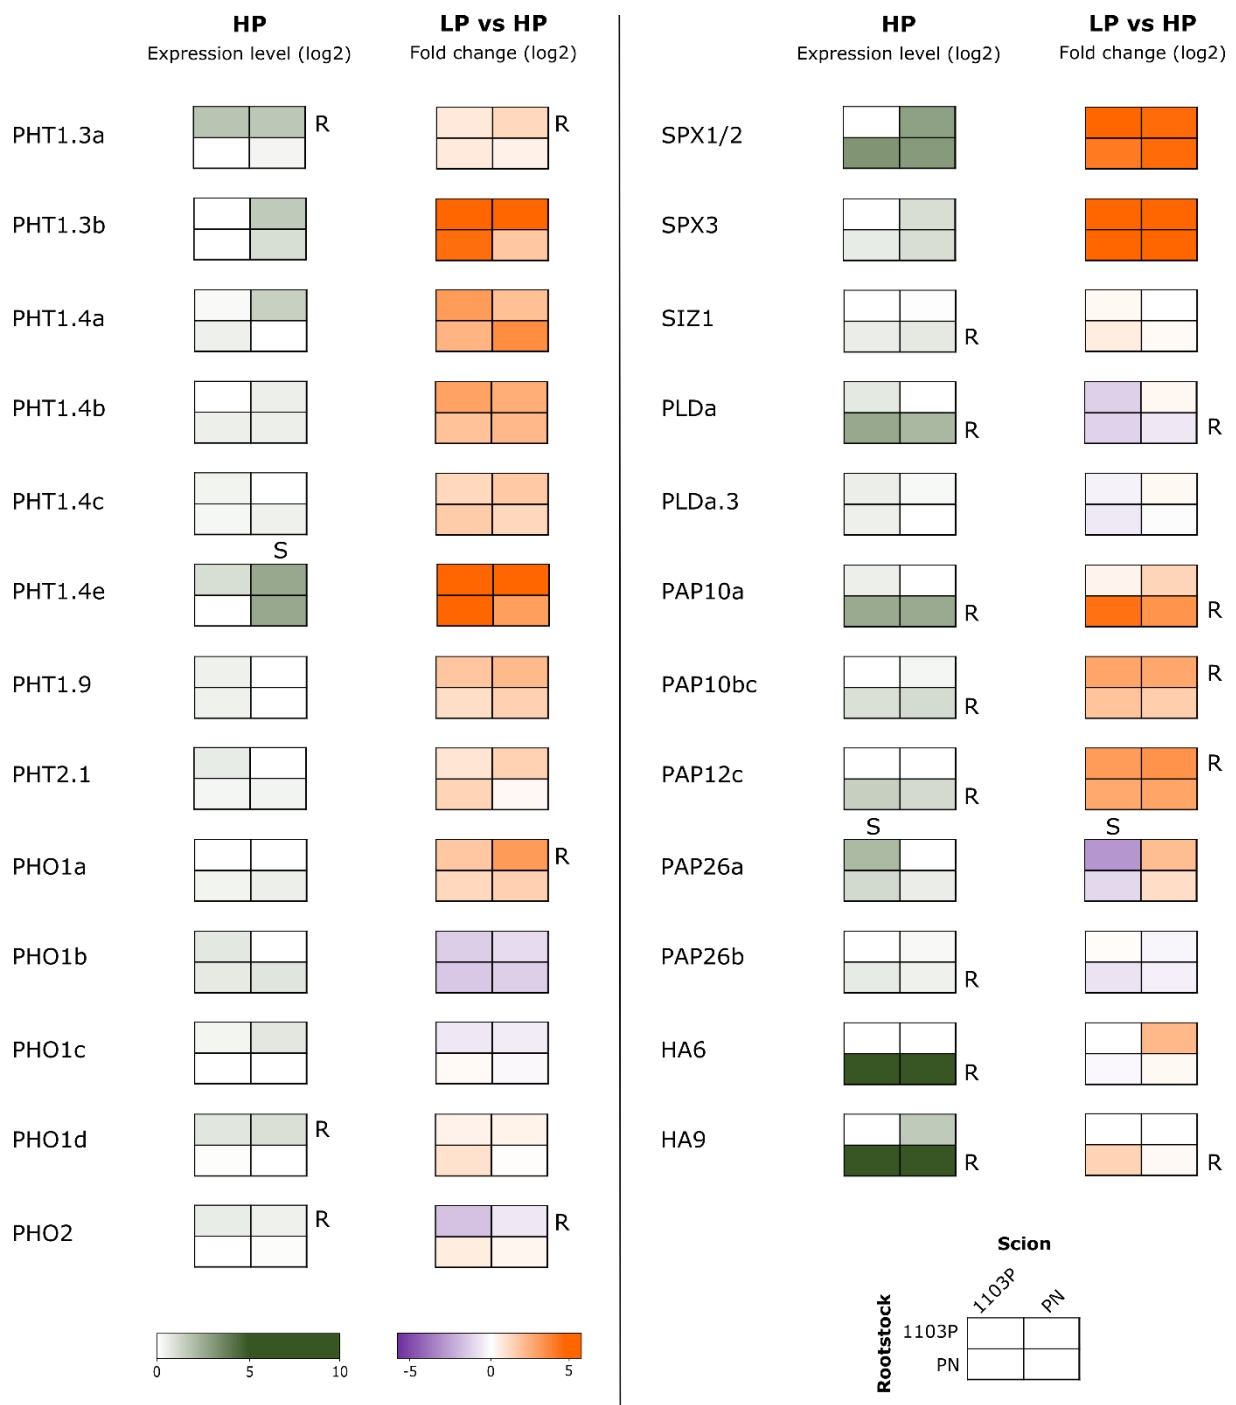 HP
LP vs HP
Expression level (log2)
Fold change (log2)
PHT1.3a
R
R
PHT1.3b
PHT1.4a
PHT1.4b
PHT1.4c
S
PHT1.4e
PHT1.9
PHT2.1
PHO1a
R
PHO1b
PHO1c
PHO1d
R
PHO2
R
R
0
5
10
-5
0
5
HP
LP vs HP
Expression level (log2)
Fold change (log2)
SPX1/2
SPX3
SIZ1
R
PLDa
R
R
PLDa.3
PAP10a
R
R
PAP10bc
R
R
PAP12c
R
R
S
S
PAP26a
PAP26b
R
HA6
R
HA9
R
R
Scion
1103P
PN
Rootstock
1103P
PN